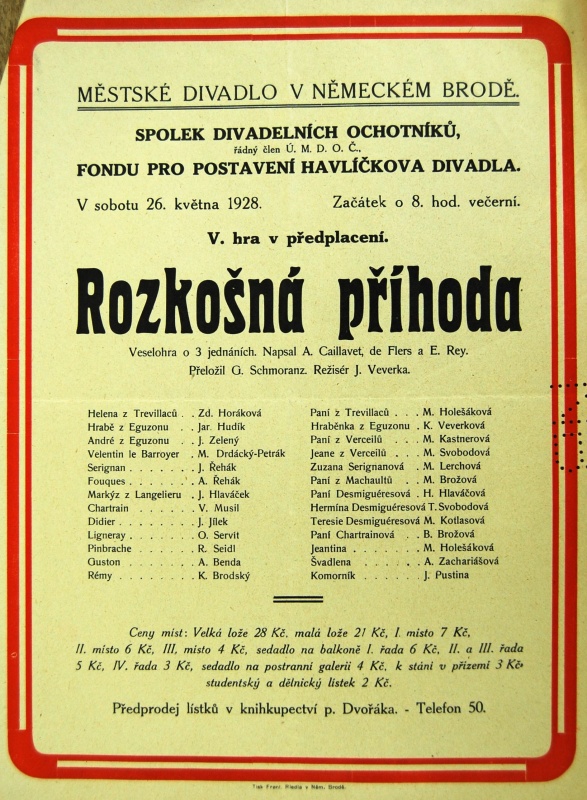 MĚSTSKÉ DIVADLO V NĚMECKÉM BRODĚ.
SPOLEK DIVADELNÍCH OCHOTNÍKŮ,
řádný člen Ú. M. D. O. Č.,
FONDU PRO POSTAVENÍ HAVLÍČKOVA DIVADLA.
V sobotu 26. května 1928. Začátek o 8. hod. večerní.
V. hra v předplacení.
Rozkošná příhoda
Veselohra o 3 jednáních. Napsal A. Caillavet, de Flers a E. Rey.
Přeložil G. Schmoranz. Režisér J. Veverka.
Helena z Trevillaců . . Zd. Horáková
Hrabě z Eguzonu . . Jar. Hudík
André z Eguzonu . . J. Zelený
Velentin le Barroyer . M. Drdácký-Petrák
Serignan . . . . . . . J. Řehák
Fouques . . . . . . . A. Řehák
Markýz z Langelieru . J. Hlaváček
Chartrain . . . . . . V. Musil
Didier . . . . . . . . J. Jílek
Ligneray . . . . . . . O. Servít
Pinbrache . . . . . . R. Seidl
Guston . . . . . . . A. Benda
Rémy . . . . . . . . K. Brodský
Paní z Trevillaců . . . M. Holešáková
Hraběnka z Eguzonu . K. Veverková
Paní z Verceilů . . . M. Kastnerová
Jeane z Verceilů . . . M. Svobodová
Zuzana Serignanová . M. Lerchová
Paní z Machaultů . . M. Brožová
Paní Desmiguéresová . H. Hlaváčová
Hermína Desmiguéresová T. Svobodová
Teresie Desmiguéresová M. Kotlasová
Paní Chartrainová . . B. Brožová
Jeantina . . . . . . . M. Holešáková
Švadlena . . . . . . A. Zachariášová
Komorník . . . . . . . J. Pustina
Ceny míst: Velká lože 28 Kč. malá lože 21 Kč, I. místo 7 Kč,
II. místo 6 Kč, III, místo 4 Kč, sedadlo na balkoně I. řada 6 Kč, II. a III. řada
5 Kč, IV. řada 3 Kč, sedadlo na postranní galerii 4 Kč, k stání v přízemí 3 Kč.
studentský a dělnický lístek 2 Kč.
Předprodej lístků v knihkupectví p. Dvořáka. - Telefon 50.